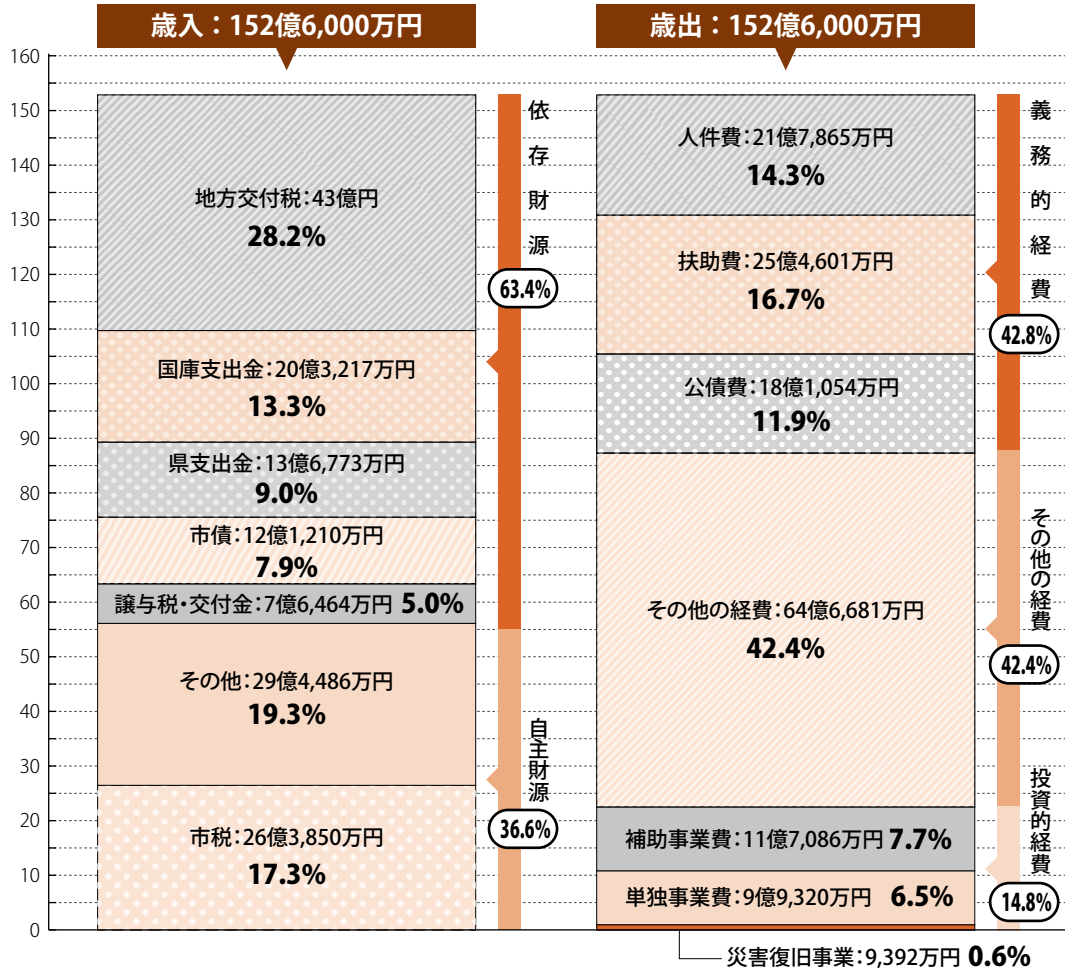 歳入：152億6,000万円
歳出：152億6,000万円
160
150
140
130
120
110
100
90
80
70
60
50
40
30
20
10
0
地方交付税：43億円
28.2%
国庫支出金：20億3,217万円
13.3%
県支出金：13億6,773万円
9.0%
市債：12億1,210万円
7.9%
譲与税・交付金：7億6,464万円 5.0%
その他：29億4,486万円
19.3%
市税：26億3,850万円
17.3%
依存財源
63.4%
自主財源
36.6%
人件費：21億7,865万円
14.3%
扶助費：25億4,601万円
16.7%
公債費：18億1,054万円
11.9%
その他の経費：64億6,681万円
42.4%
補助事業費：11億7,086万円 7.7%
単独事業費：9億9,320万円 6.5%
災害復旧事業：9,392万円 0.6%
義務的経費
42.8%
その他の経費
42.4%
投資的経費
14.8%